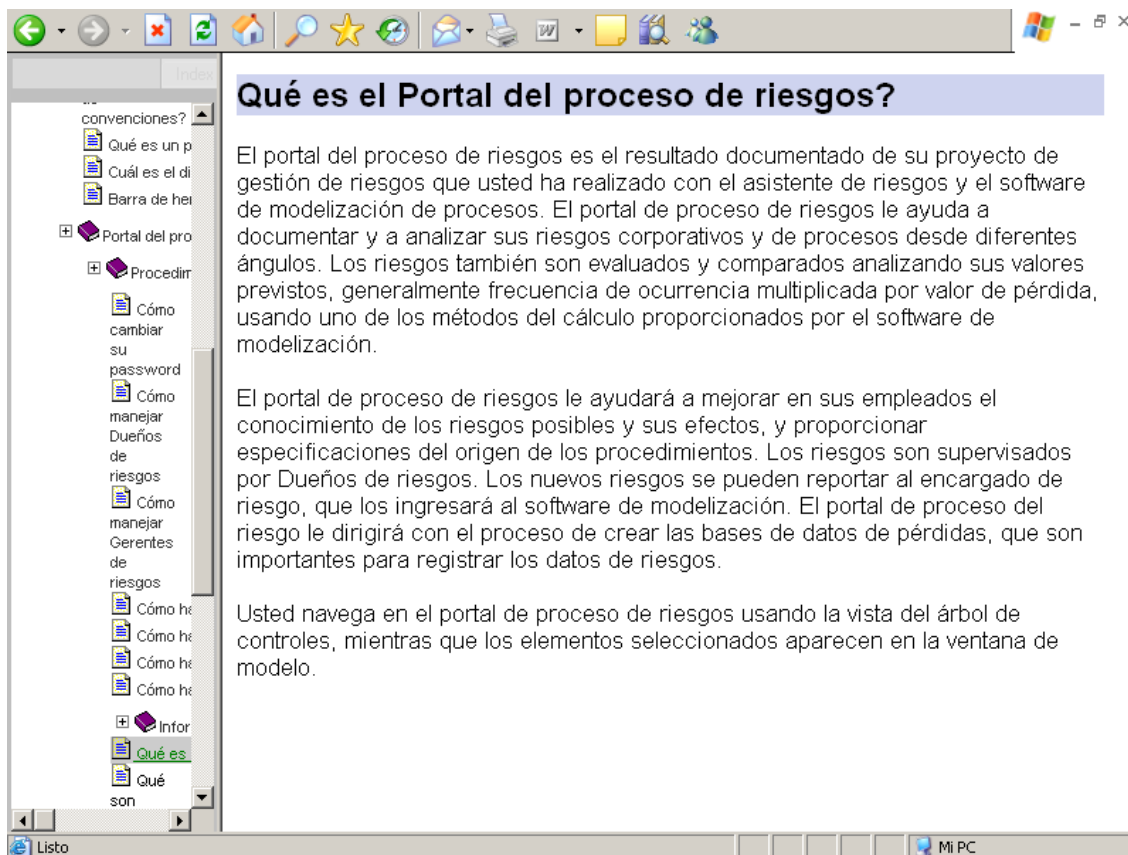 Index
convenciones?
Qué es un p
Cuál es el di
Barra de her
Portal del pro
Procedim
Cómo
cambiar
su
password
Cómo
manejar
Dueños
de
riesgos
Cómo
manejar
Gerentes
de
riesgos
Cómo ha
Cómo ha
Cómo ha
Cómo ha
Infor
Qué es
Qué
son
Qué es el Portal del proceso de riesgos?
El portal del proceso de riesgos es el resultado documentado de su proyecto de
gestión de riesgos que usted ha realizado con el asistente de riesgos y el software
de modelización de procesos. El portal de proceso de riesgos le ayuda a
documentar y a analizar sus riesgos corporativos y de procesos desde diferentes
ángulos. Los riesgos también son evaluados y comparados analizando sus valores
previstos, generalmente frecuencia de ocurrencia multiplicada por valor de pérdida,
usando uno de los métodos del cálculo proporcionados por el software de
modelización.
El portal de proceso de riesgos le ayudará a mejorar en sus empleados el
conocimiento de los riesgos posibles y sus efectos, y proporcionar
especificaciones del origen de los procedimientos. Los riesgos son supervisados
por Dueños de riesgos. Los nuevos riesgos se pueden reportar al encargado de
riesgo, que los ingresará al software de modelización. El portal de proceso del
riesgo le dirigirá con el proceso de crear las bases de datos de pérdidas, que son
importantes para registrar los datos de riesgos.
Usted navega en el portal de proceso de riesgos usando la vista del árbol de
controles, mientras que los elementos seleccionados aparecen en la ventana de
modelo.
Listo
Mi PC